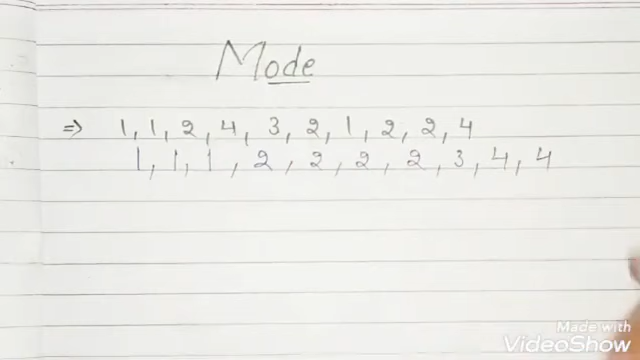 Mode
⇒ 1, 1, 2, 4, 3, 2, 1, 2, 2, 4
1, 1, 1, 2, 2, 2, 2, 3, 4, 4
Made with
VideoShow